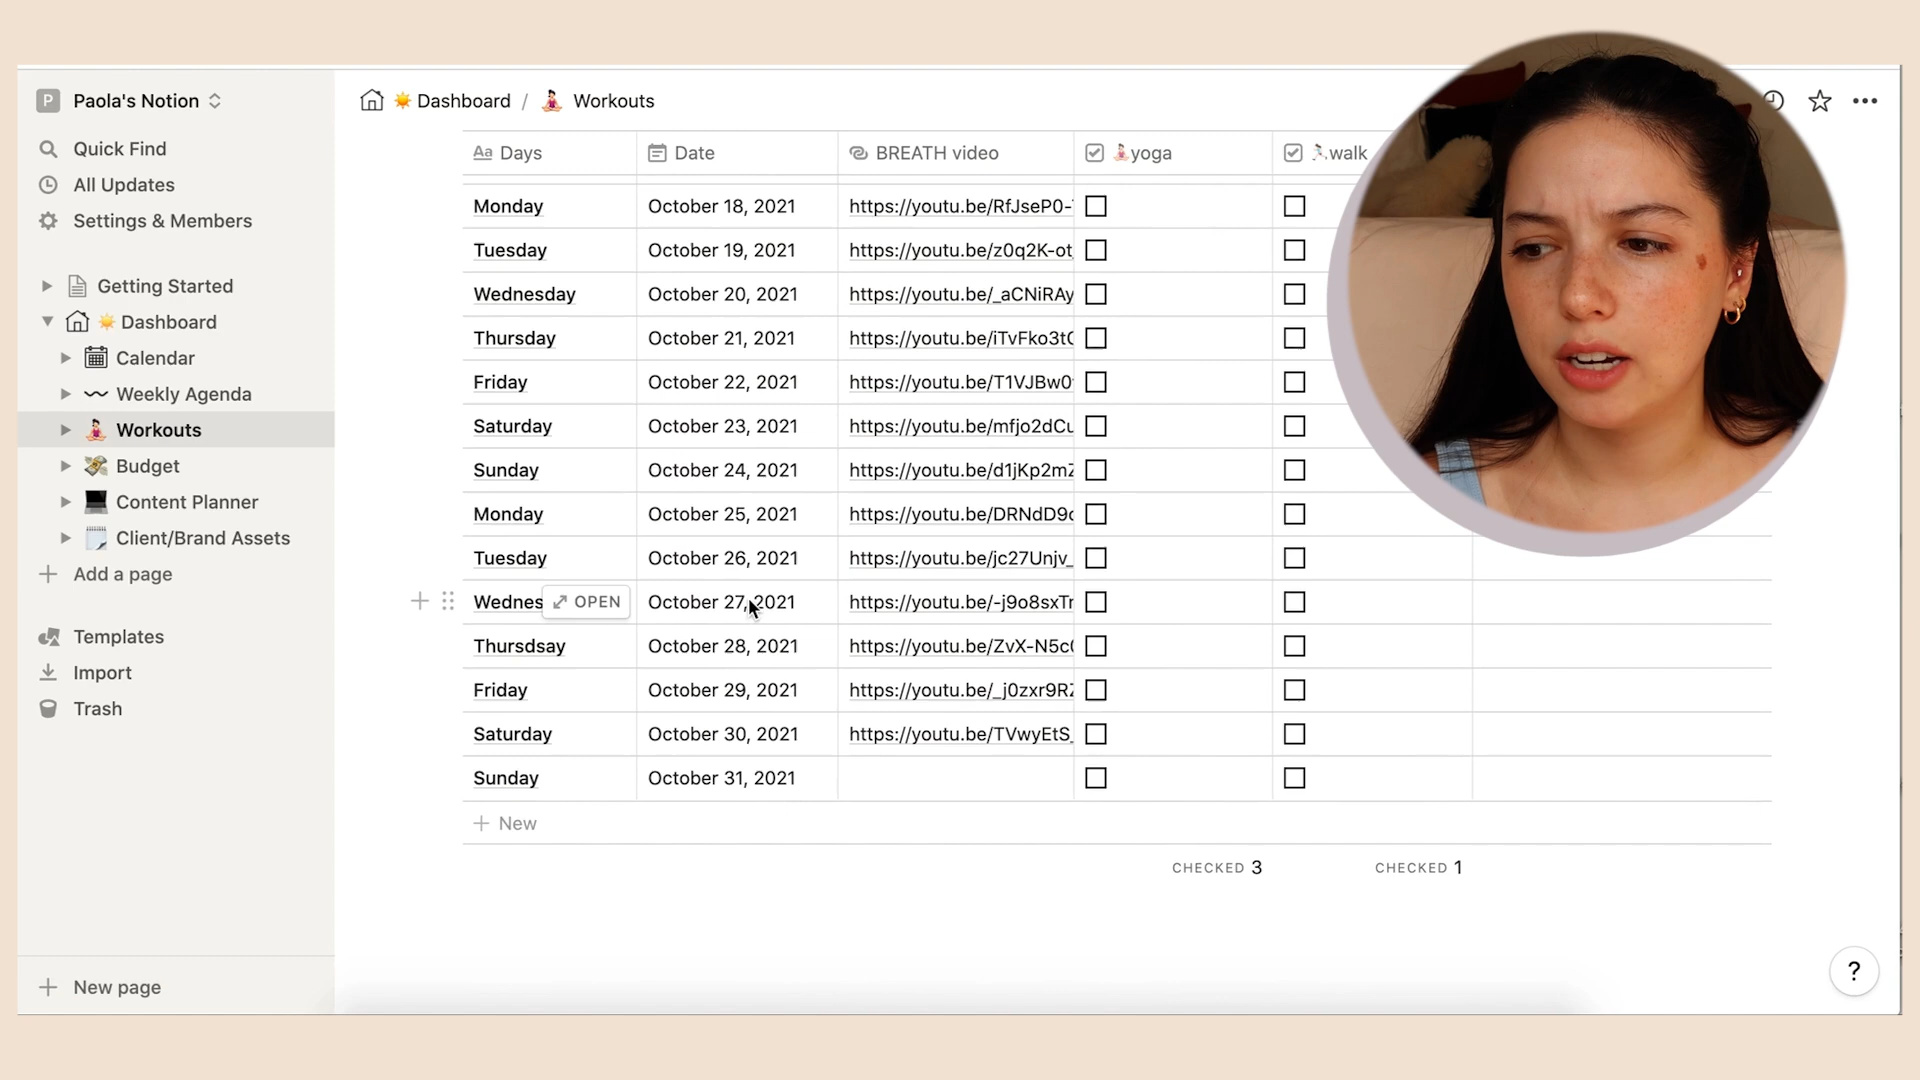 P Paola's Notion
Quick Find
All Updates
Settings & Members
Getting Started
Dashboard
Calendar
Weekly Agenda
Workouts
Budget
Content Planner
Client/Brand Assets
Add a page
Templates
Import
Trash
New page
Dashboard / Workouts
Aa Days Date BREATH video yoga walk
Monday October 18, 2021 https://youtu.be/RfJseP0-
Tuesday October 19, 2021 https://youtu.be/z0q2K-ot
Wednesday October 20, 2021 https://youtu.be/_aCNiRAy
Thursday October 21, 2021 https://youtu.be/iTvFko3t
Friday October 22, 2021 https://youtu.be/T1VJBw0
Saturday October 23, 2021 https://youtu.be/mfjo2dCu
Sunday October 24, 2021 https://youtu.be/d1jKp2mZ
Monday October 25, 2021 https://youtu.be/DRNdD9
Tuesday October 26, 2021 https://youtu.be/jc27Unjv_
Wednes OPEN October 27, 2021 https://youtu.be/-j9o8sxT
Thursdsay October 28, 2021 https://youtu.be/ZvX-N5c
Friday October 29, 2021 https://youtu.be/_j0zxr9RZ
Saturday October 30, 2021 https://youtu.be/TVwyEtS_
Sunday October 31, 2021
New
CHECKED 3 CHECKED 1
?